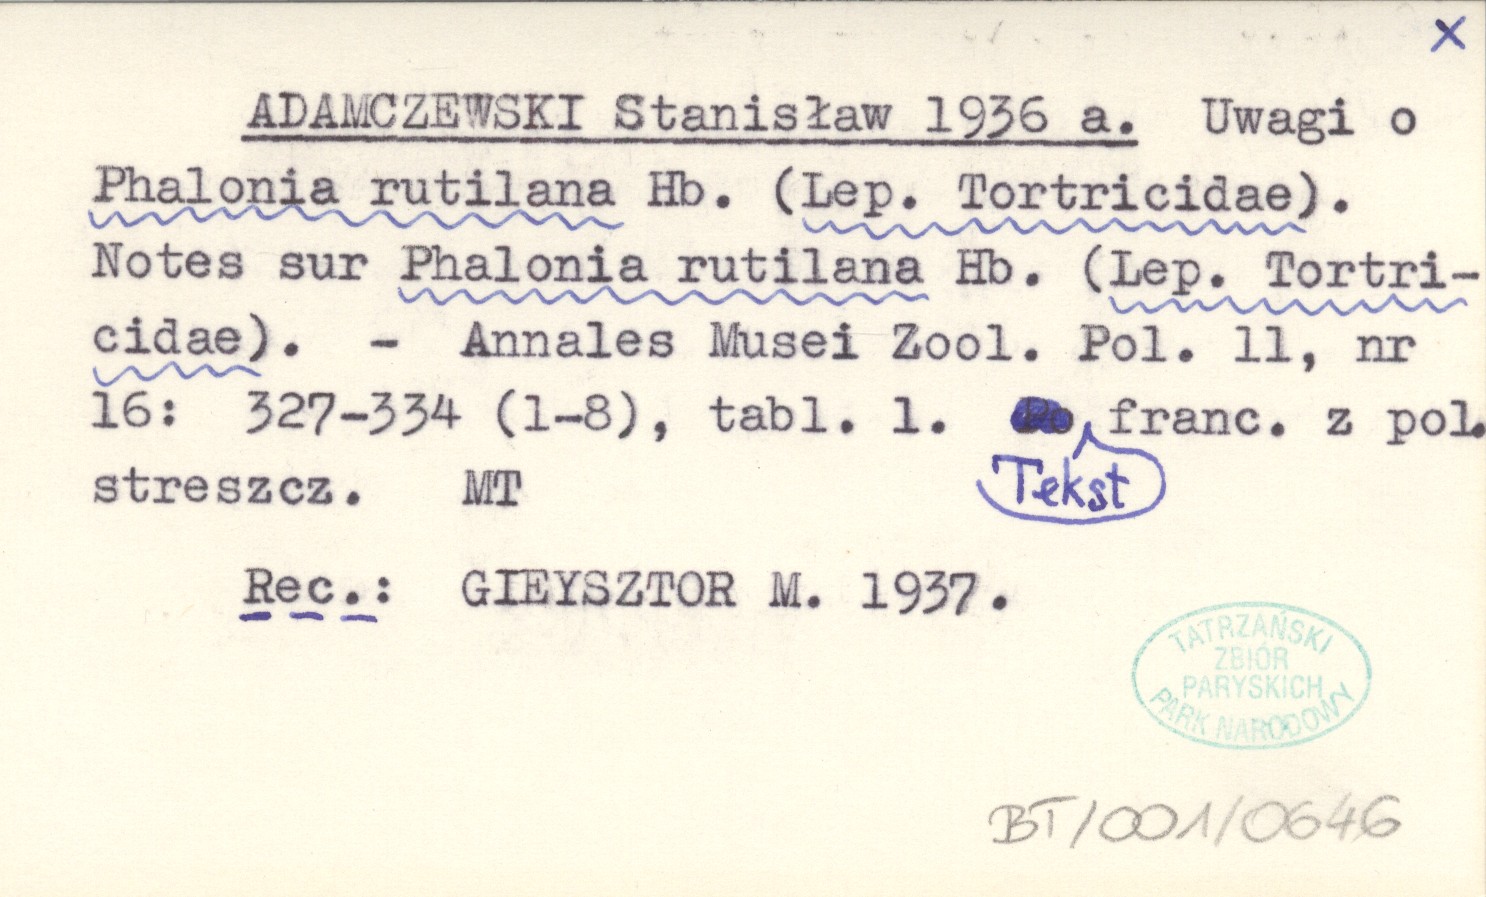 x
ADAMCZEWSKI Stanisław 1936 a. Uwagi o
Phalonia rutilana Hb. (Lep. Tortricidae).
Notes sur Phalonia rutilana Hb. (Lep. Tortri-
cidae). - Annales Musei Zool. Pol. 11, nr
16: 327-334 (1-8), tabl. 1. Po franc. z pol.
Tekst
streszcz. MT
Rec.: GIEYSZTOR M. 1937.
TATRZAŃSKI
ZBIÓR
PARYSKICH
PARK NARODOWY
BT/001/0646